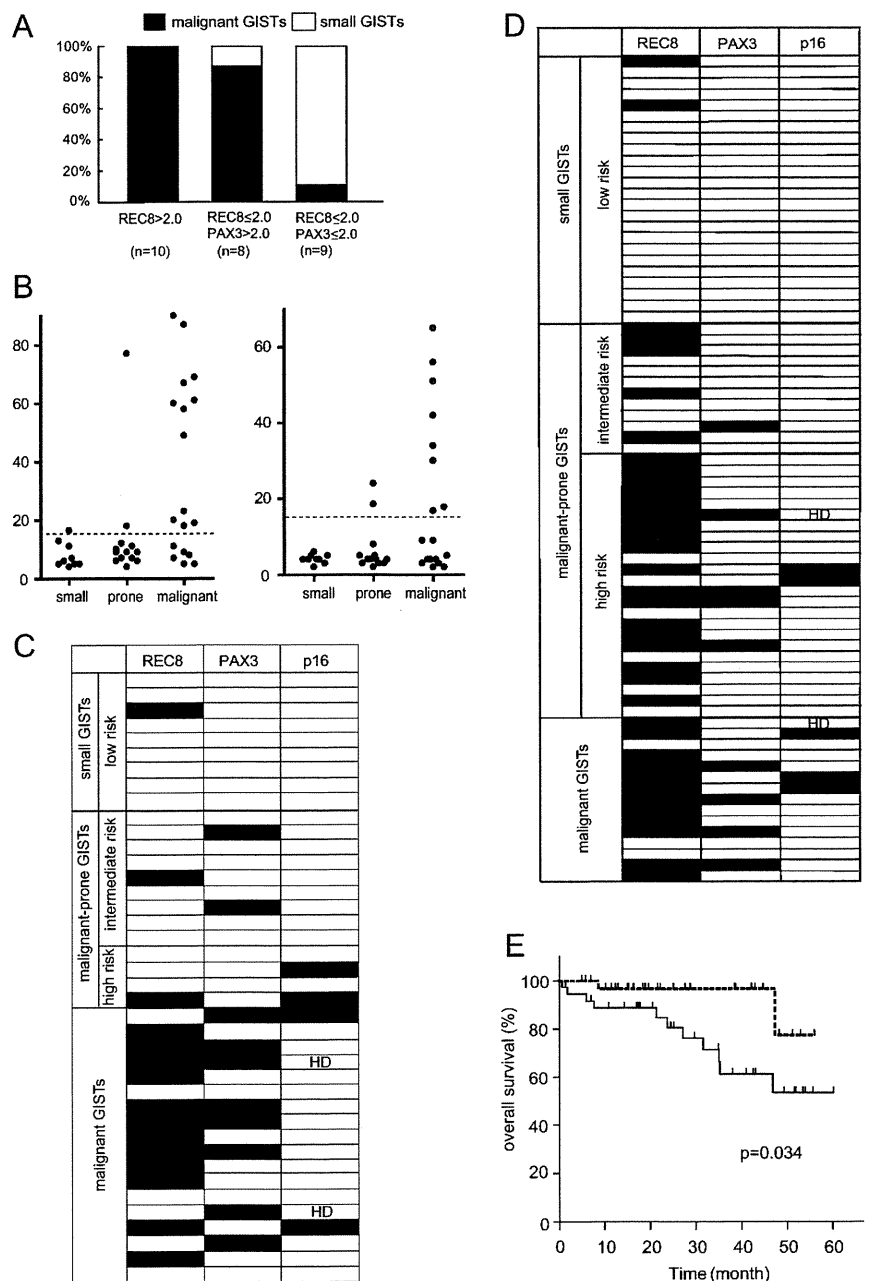 A
malignant GISTs small GISTs
100%
80%
60%
40%
20%
0%
REC8>2.0
(n=10)
REC8≤2.0
PAX3>2.0
(n=8)
REC8≤2.0
PAX3≤2.0
(n=9)
B
80
60
40
20
0
small prone malignant
60
40
20
0
small prone malignant
C
REC8 PAX3 p16
small GISTs
low risk
malignant-prone GISTs
intermediate risk
high risk
malignant GISTs
HD
HD
D
REC8 PAX3 p16
small GISTs
low risk
malignant-prone GISTs
intermediate risk
high risk
HD
malignant GISTs
HD
E
overall survival (%)
100
80
60
40
20
0
p=0.034
0 10 20 30 40 50 60
Time (month)